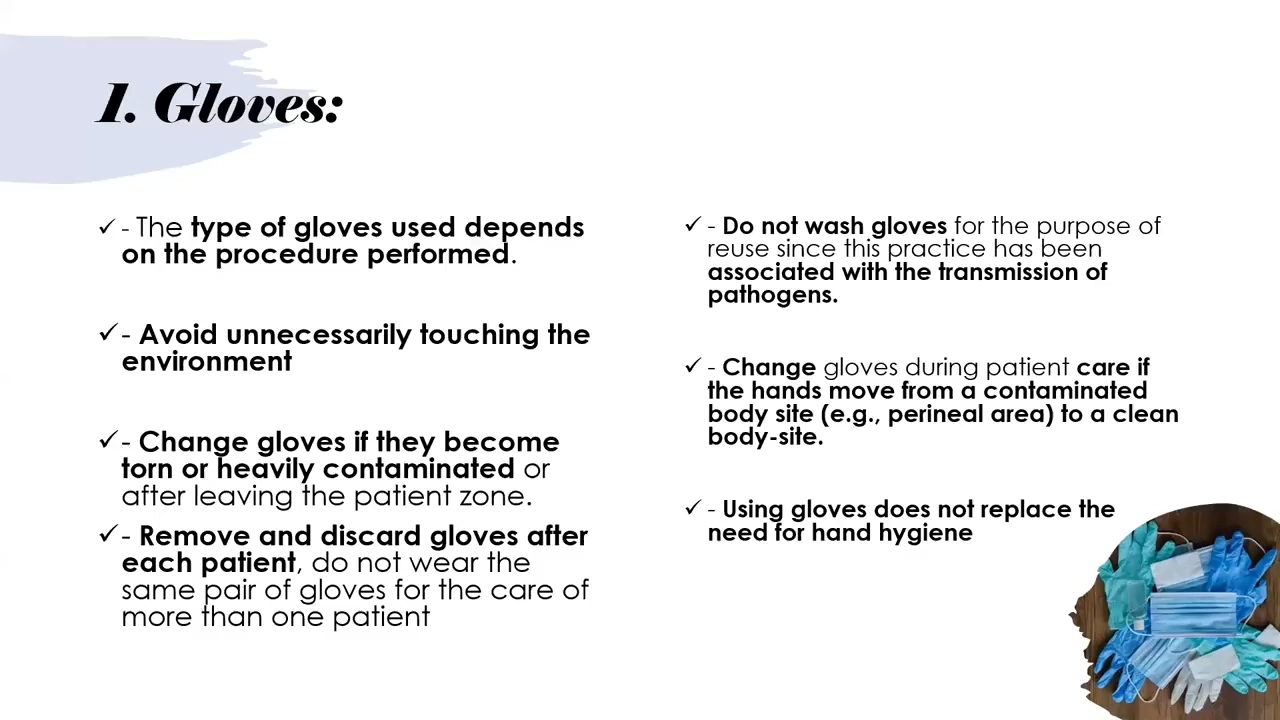 1. Gloves:
✓ - The type of gloves used depends
on the procedure performed.
✓ - Avoid unnecessarily touching the
environment
✓ - Change gloves if they become
torn or heavily contaminated or
after leaving the patient zone.
✓ - Remove and discard gloves after
each patient, do not wear the
same pair of gloves for the care of
more than one patient
✓ - Do not wash gloves for the purpose of
reuse since this practice has been
associated with the transmission of
pathogens.
✓ - Change gloves during patient care if
the hands move from a contaminated
body site (e.g., perineal area) to a clean
body-site.
✓ - Using gloves does not replace the
need for hand hygiene